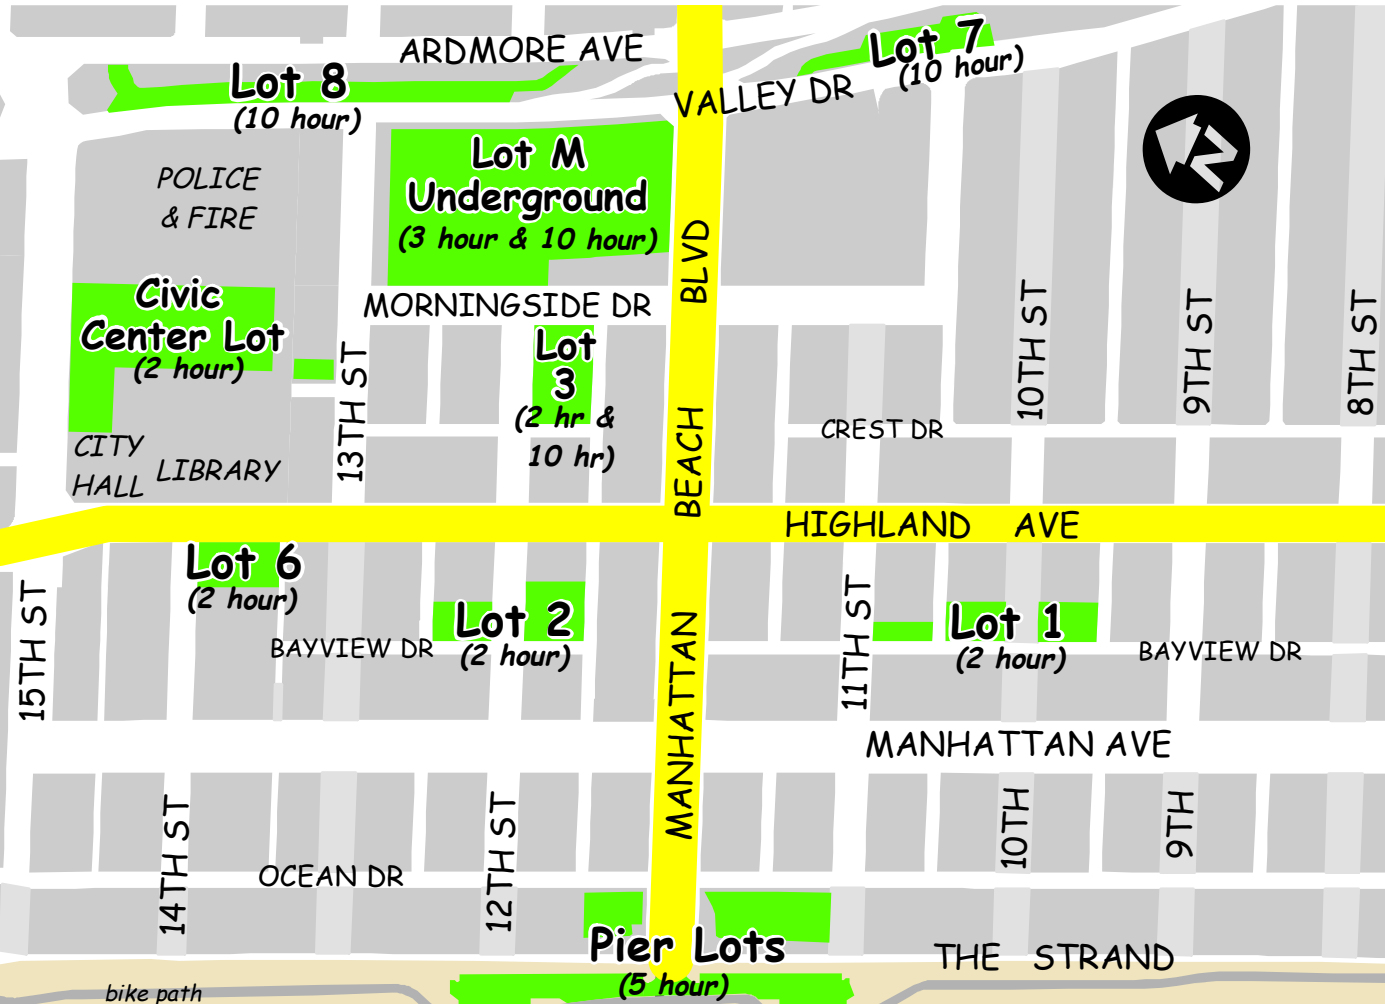 ARDMORE AVE
Lot 7
(10 hour)
Lot 8
(10 hour)
VALLEY DR
Lot M
Underground
(3 hour & 10 hour)
POLICE
& FIRE
N
Civic
Center Lot
(2 hour)
MORNINGSIDE DR
Lot
3
(2 hr &
10 hr)
13TH ST
CITY
HALL
LIBRARY
MANHATTAN BEACH BLVD
CREST DR
10TH ST
9TH ST
8TH ST
HIGHLAND AVE
Lot 6
(2 hour)
Lot 2
(2 hour)
BAYVIEW DR
15TH ST
11TH ST
Lot 1
(2 hour)
BAYVIEW DR
MANHATTAN AVE
14TH ST
12TH ST
10TH
9TH
OCEAN DR
Pier Lots
(5 hour)
THE STRAND
bike path